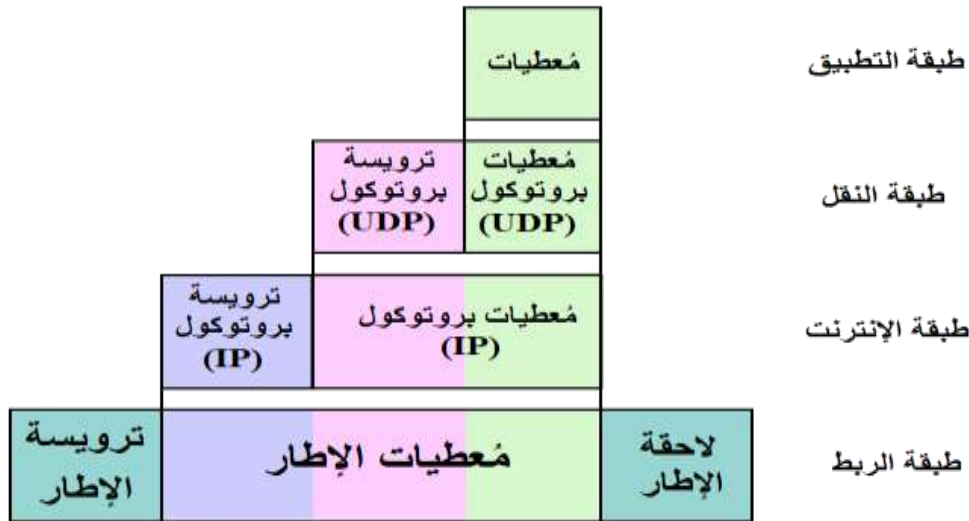 مُعطيات
طبقة التطبيق
ترويسة
بروتوكول
(UDP)
مُعطيات
بروتوكول
(UDP)
طبقة النقل
ترويسة
بروتوكول
(IP)
مُعطيات بروتوكول
(IP)
طبقة الإنترنت
ترويسة
الإطار
مُعطيات الإطار
لاحقة
الإطار
طبقة الربط